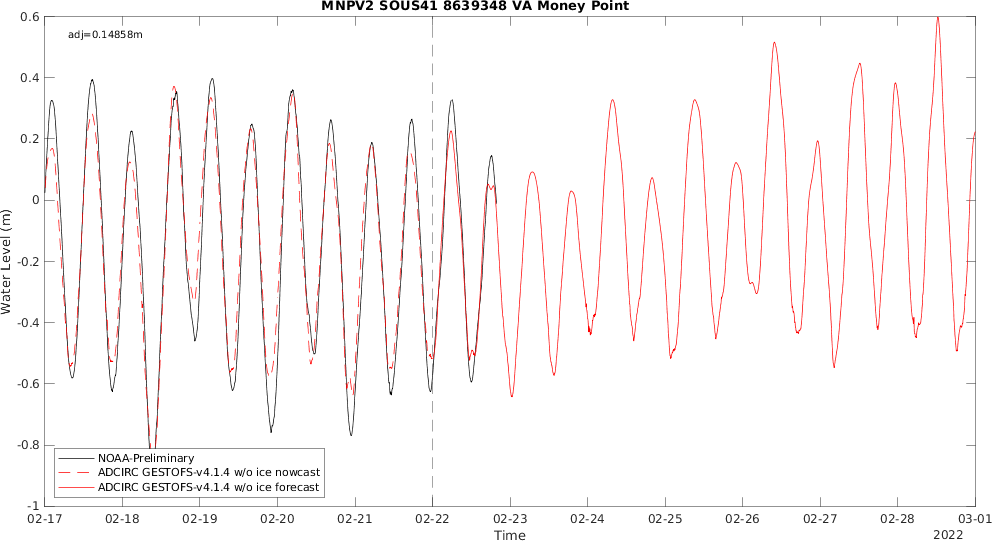 MNPV2 SOUS41 8639348 VA Money Point
adj=0.14858m
0.6
0.4
0.2
0
-0.2
-0.4
-0.6
-0.8
-1
Water Level (m)
NOAA-Preliminary
ADCIRC GESTOFS-v4.1.4 w/o ice nowcast
ADCIRC GESTOFS-v4.1.4 w/o ice forecast
02-17 02-18 02-19 02-20 02-21 02-22 02-23 02-24 02-25 02-26 02-27 02-28 03-01
Time
2022